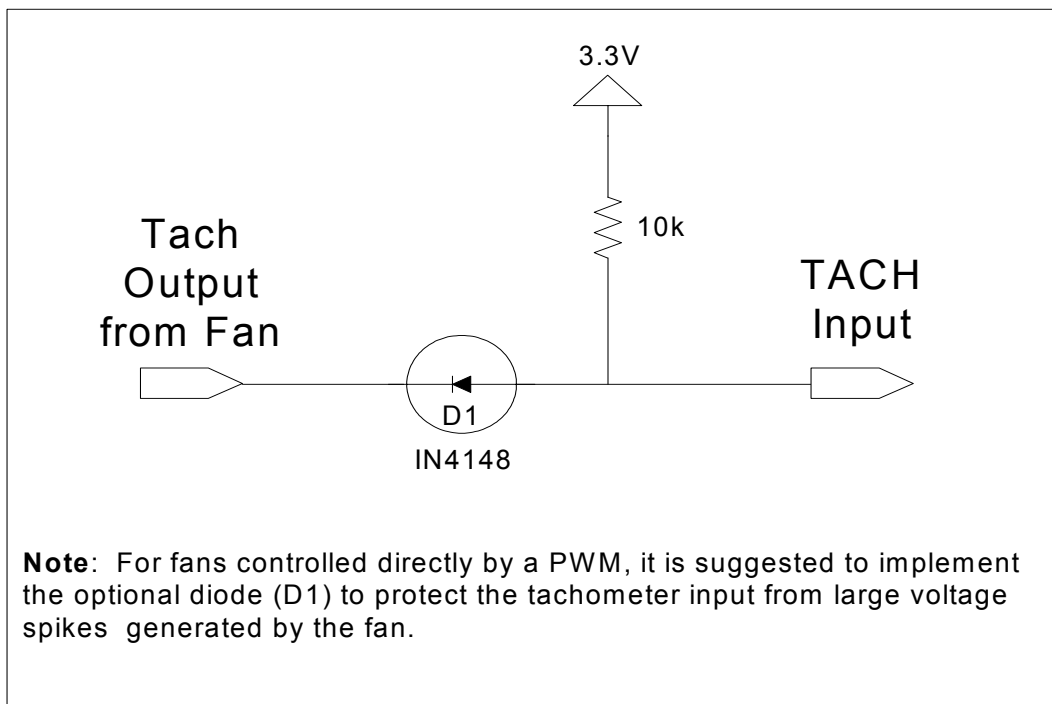 3.3V
10k
Tach
Output
from Fan
TACH
Input
D1
IN4148
Note: For fans controlled directly by a PWM, it is suggested to implement
the optional diode (D1) to protect the tachometer input from large voltage
spikes generated by the fan.